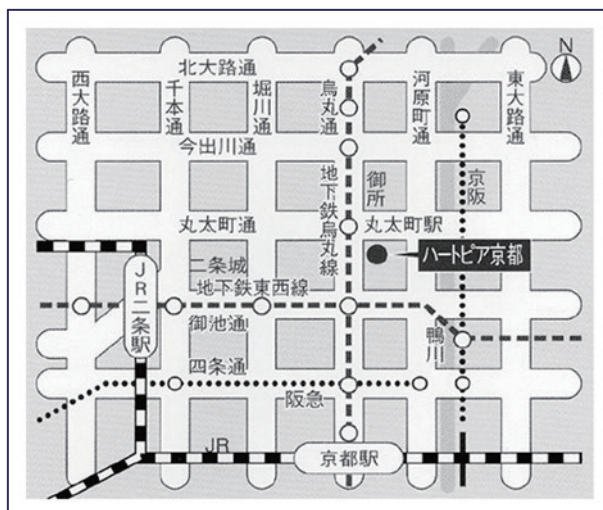 N
北大路通
西大路通
千本通
堀川通
烏丸通
河原町通
東大路通
今出川通
地下鉄烏丸線
御所
京阪
丸太町通
丸太町駅
ハートピア京都
二条城
地下鉄東西線
JR二条駅
御池通
鴨川
四条通
阪急
JR
京都駅